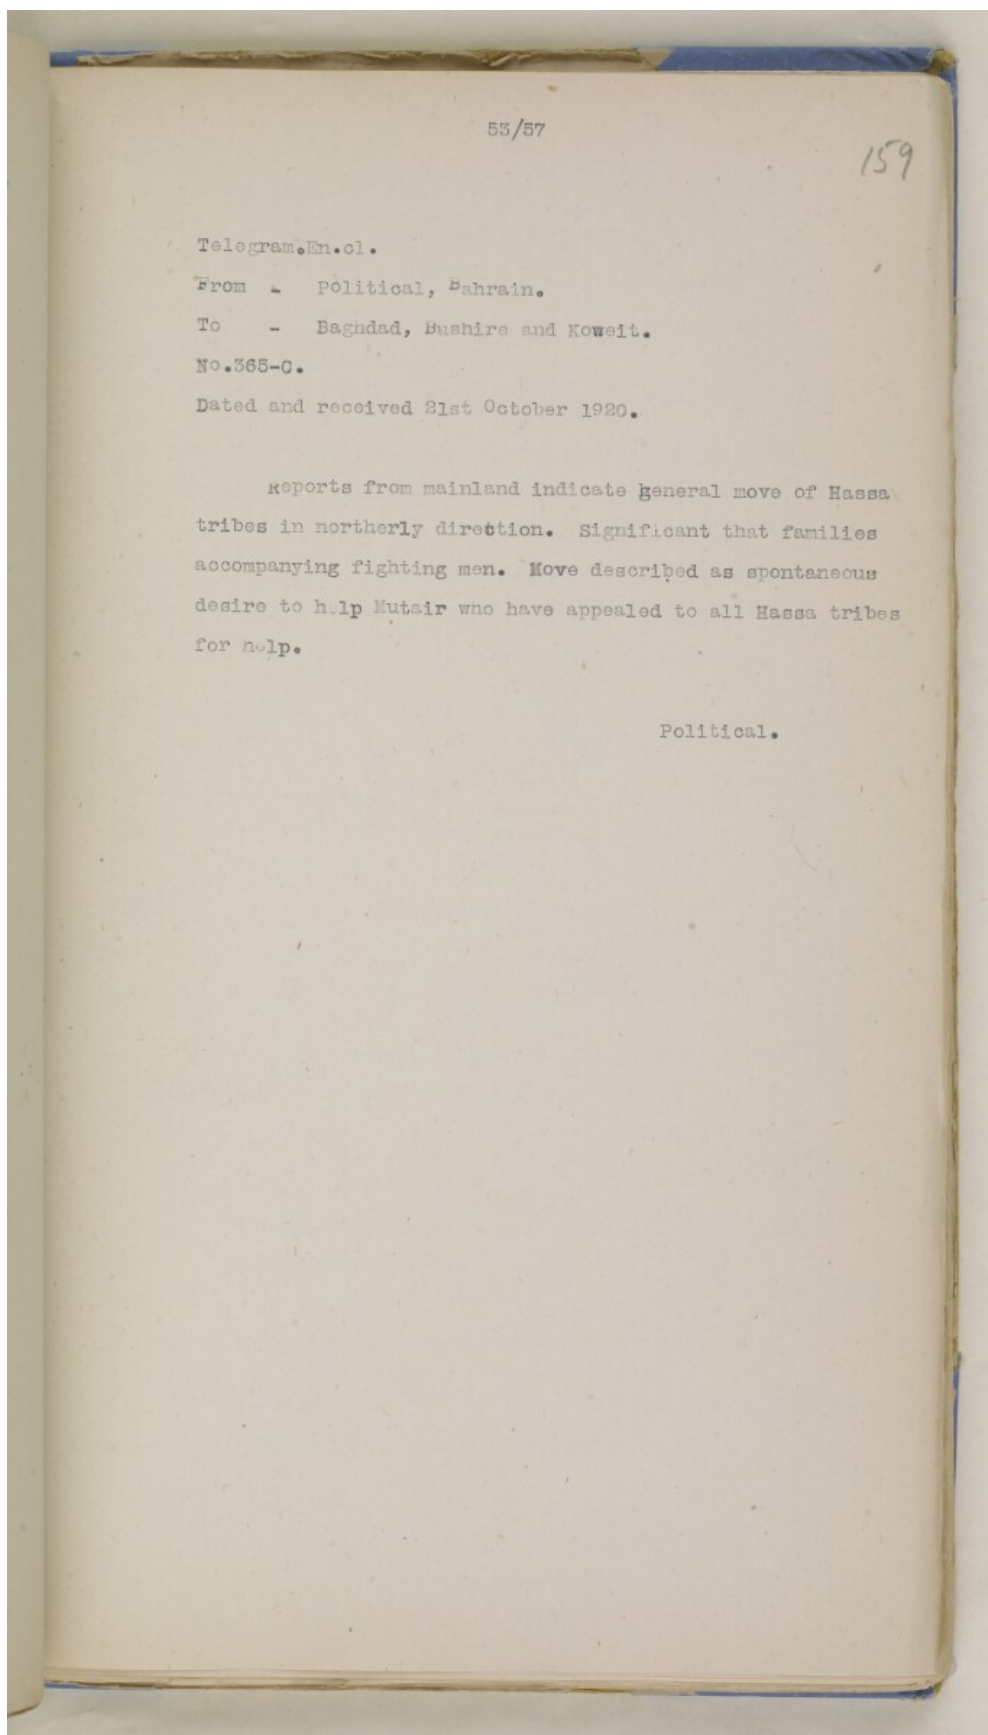 53/57
159
Telegram.En.cl.
From - Political, Bahrain.
To - Baghdad, Bushire and Koweit.
No.365-C.
Dated and received 21st October 1920.
Reports from mainland indicate general move of Hassa
tribes in northerly direction. Significant that families
accompanying fighting men. Move described as spontaneous
desire to help Mutair who have appealed to all Hassa tribes
for help.
Political.